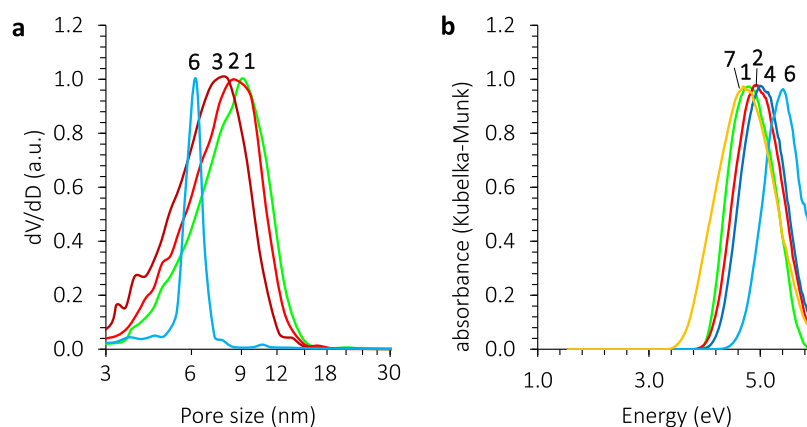 a
1.2
1.0
0.8
0.6
0.4
0.2
0.0
dV/dD (a.u.)
6 3 2 1
3 6 9 12 18 30
Pore size (nm)
b
1.2
1.0
0.8
0.6
0.4
0.2
0.0
absorbance (Kubelka-Munk)
7 1 2 4 6
1.0 3.0 5.0
Energy (eV)